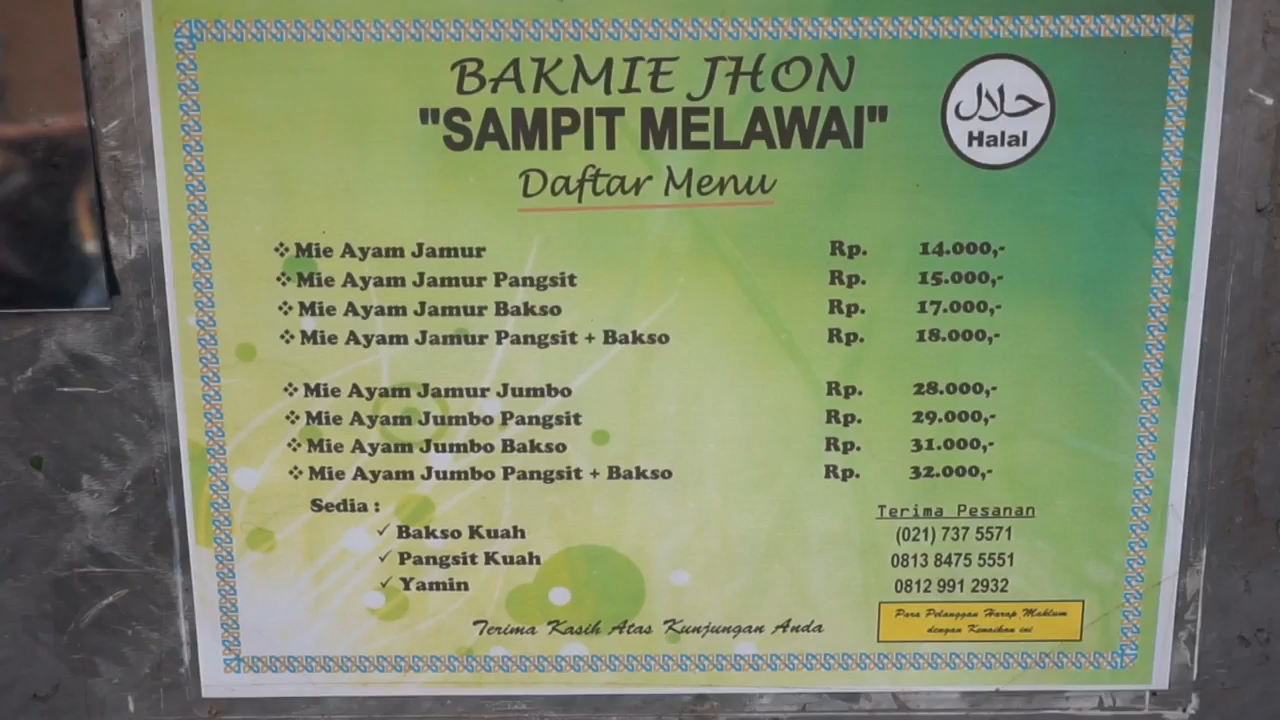 BAKMIE JHON
"SAMPIT MELAWAI"
حلال
Halal
Daftar Menu
❖ Mie Ayam Jamur Rp. 14.000,-
❖ Mie Ayam Jamur Pangsit Rp. 15.000,-
❖ Mie Ayam Jamur Bakso Rp. 17.000,-
❖ Mie Ayam Jamur Pangsit + Bakso Rp. 18.000,-
❖ Mie Ayam Jamur Jumbo Rp. 28.000,-
❖ Mie Ayam Jumbo Pangsit Rp. 29.000,-
❖ Mie Ayam Jumbo Bakso Rp. 31.000,-
❖ Mie Ayam Jumbo Pangsit + Bakso Rp. 32.000,-
Sedia :
✓ Bakso Kuah
✓ Pangsit Kuah
✓ Yamin
Terima Pesanan
(021) 737 5571
0813 8475 5551
0812 991 2932
Para Pelanggan Harap Maklum
dengan Kenaikan ini
Terima Kasih Atas Kunjungan Anda